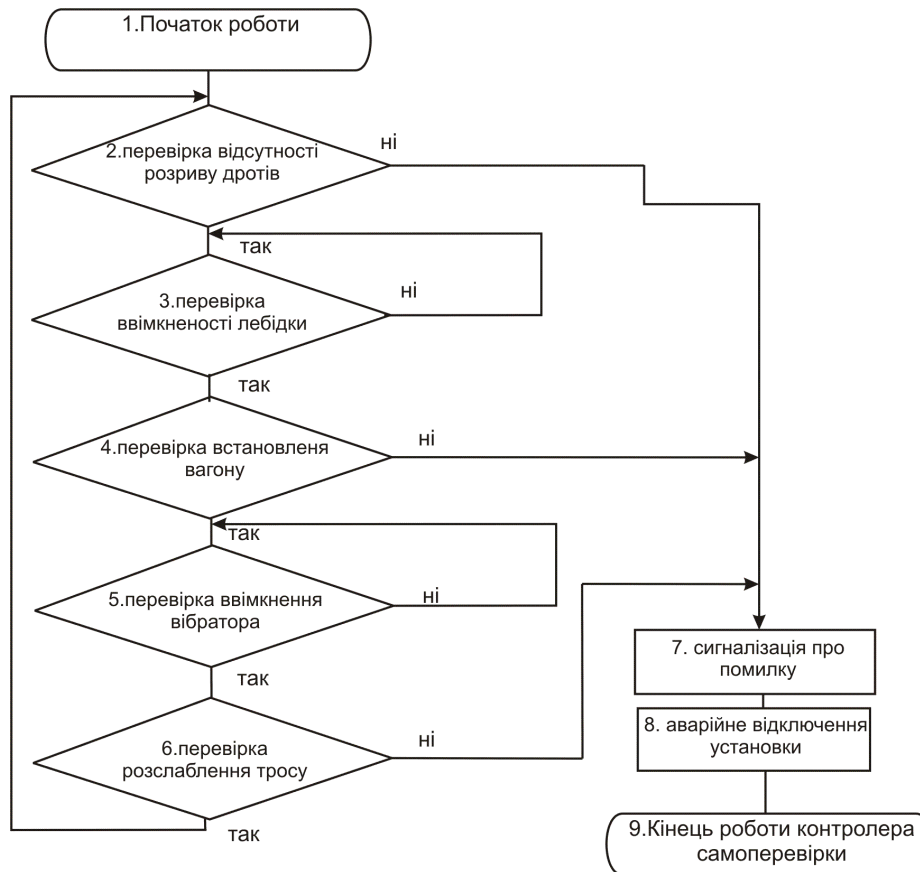 1.Початок роботи
ні
2.перевірка відсутності
розриву дротів
так
ні
3.перевірка
ввімкненості лебідки
так
ні
4.перевірка встановленя
вагону
так
5.перевірка ввімкнення
вібратора
ні
так
ні
6.перевірка
розслаблення тросу
так
7. сигналізація про
помилку
8. аварійне відключення
установки
9.Кінець роботи контролера
самоперевірки